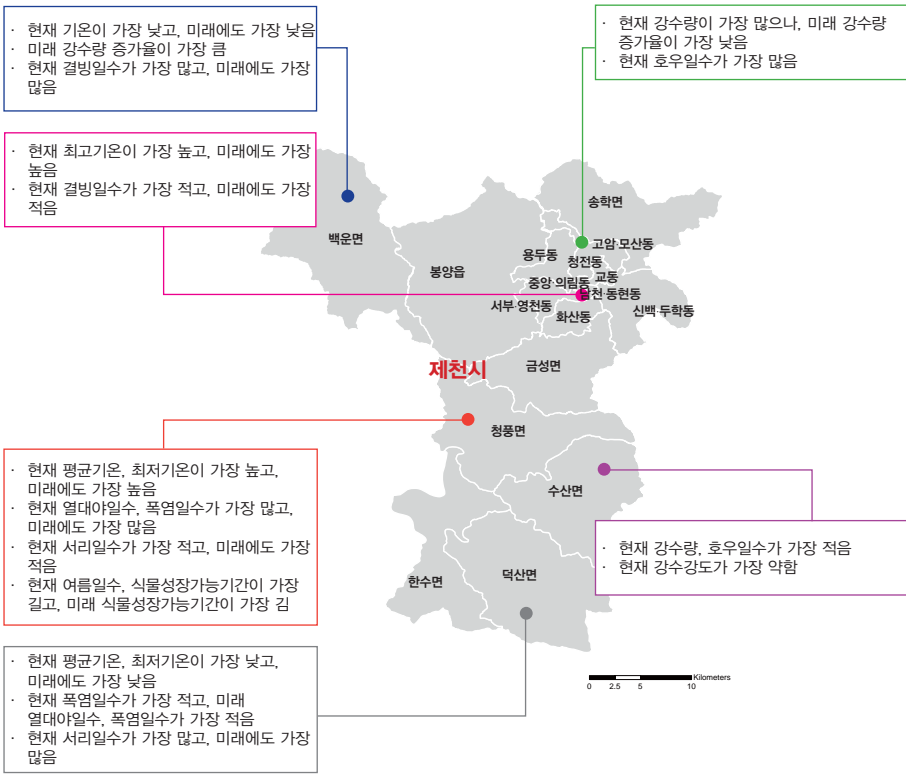 · 현재 기온이 가장 낮고, 미래에도 가장 낮음
· 미래 강수량 증가율이 가장 큼
· 현재 결빙일수가 가장 많고, 미래에도 가장
많음
· 현재 강수량이 가장 많으나, 미래 강수량
증가율이 가장 낮음
· 현재 호우일수가 가장 많음
· 현재 최고기온이 가장 높고, 미래에도 가장
높음
· 현재 결빙일수가 가장 적고, 미래에도 가장
적음
송학면
백운면
고암·모산동
용두동
청전동
봉양읍
교동
중앙·의림동
남천·동현동
서부·영천동
신백·두학동
화산동
제천시
금성면
청풍면
· 현재 평균기온, 최저기온이 가장 높고,
미래에도 가장 높음
· 현재 열대야일수, 폭염일수가 가장 많고,
미래에도 가장 많음
· 현재 서리일수가 가장 적고, 미래에도 가장
적음
· 현재 여름일수, 식물성장가능기간이 가장
길고, 미래 식물성장가능기간이 가장 김
수산면
· 현재 강수량, 호우일수가 가장 적음
· 현재 강수강도가 가장 약함
한수면
덕산면
· 현재 평균기온, 최저기온이 가장 낮고,
미래에도 가장 낮음
· 현재 폭염일수가 가장 적고, 미래
열대야일수, 폭염일수가 가장 적음
· 현재 서리일수가 가장 많고, 미래에도 가장
많음
Kilometers
0 2.5 5 10